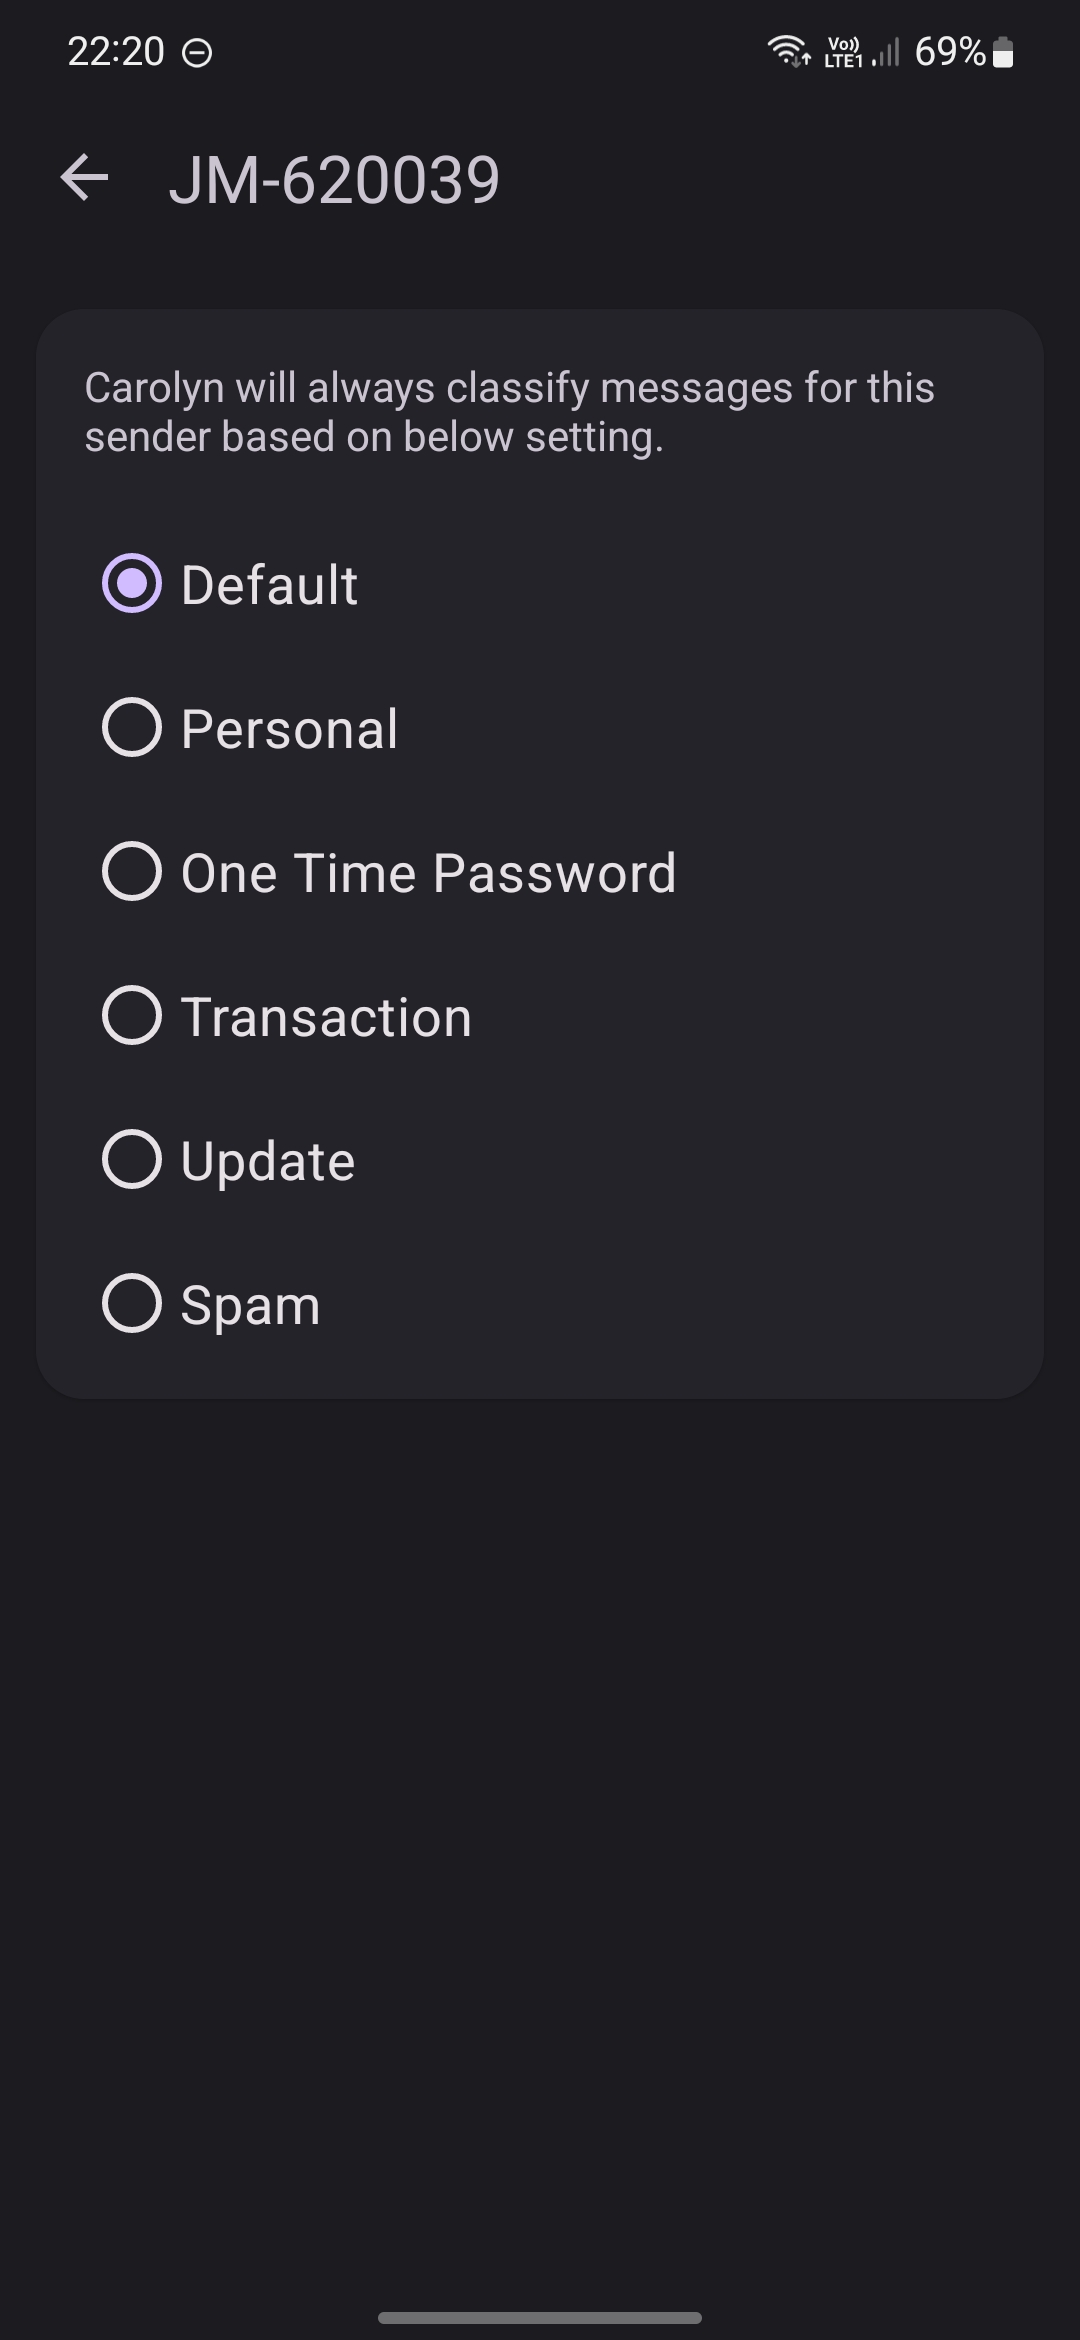 22:20
Vo)) LTE1 69%
JM-620039
Carolyn will always classify messages for this
sender based on below setting.
Default
Personal
One Time Password
Transaction
Update
Spam